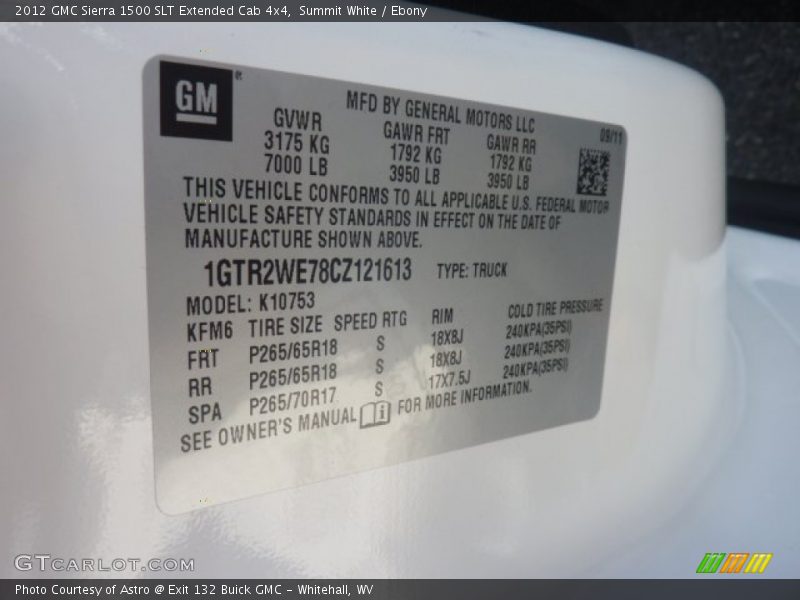 2012 GMC Sierra 1500 SLT Extended Cab 4x4, Summit White / Ebony
GM®
MFD BY GENERAL MOTORS LLC
09/11
GVWR GAWR FRT GAWR RR
3175 KG 1792 KG 1792 KG
7000 LB 3950 LB 3950 LB
THIS VEHICLE CONFORMS TO ALL APPLICABLE U.S. FEDERAL MOTOR
VEHICLE SAFETY STANDARDS IN EFFECT ON THE DATE OF
MANUFACTURE SHOWN ABOVE.
1GTR2WE78CZ121613 TYPE: TRUCK
MODEL: K10753
KFM6 TIRE SIZE SPEED RTG RIM COLD TIRE PRESSURE
FRT P265/65R18 S 18X8J 240KPA(35PSI)
RR P265/65R18 S 18X8J 240KPA(35PSI)
SPA P265/70R17 S 17X7.5J 240KPA(35PSI)
SEE OWNER'S MANUAL i FOR MORE INFORMATION.
GTCARLOT.COM
Photo Courtesy of Astro @ Exit 132 Buick GMC - Whitehall, WV